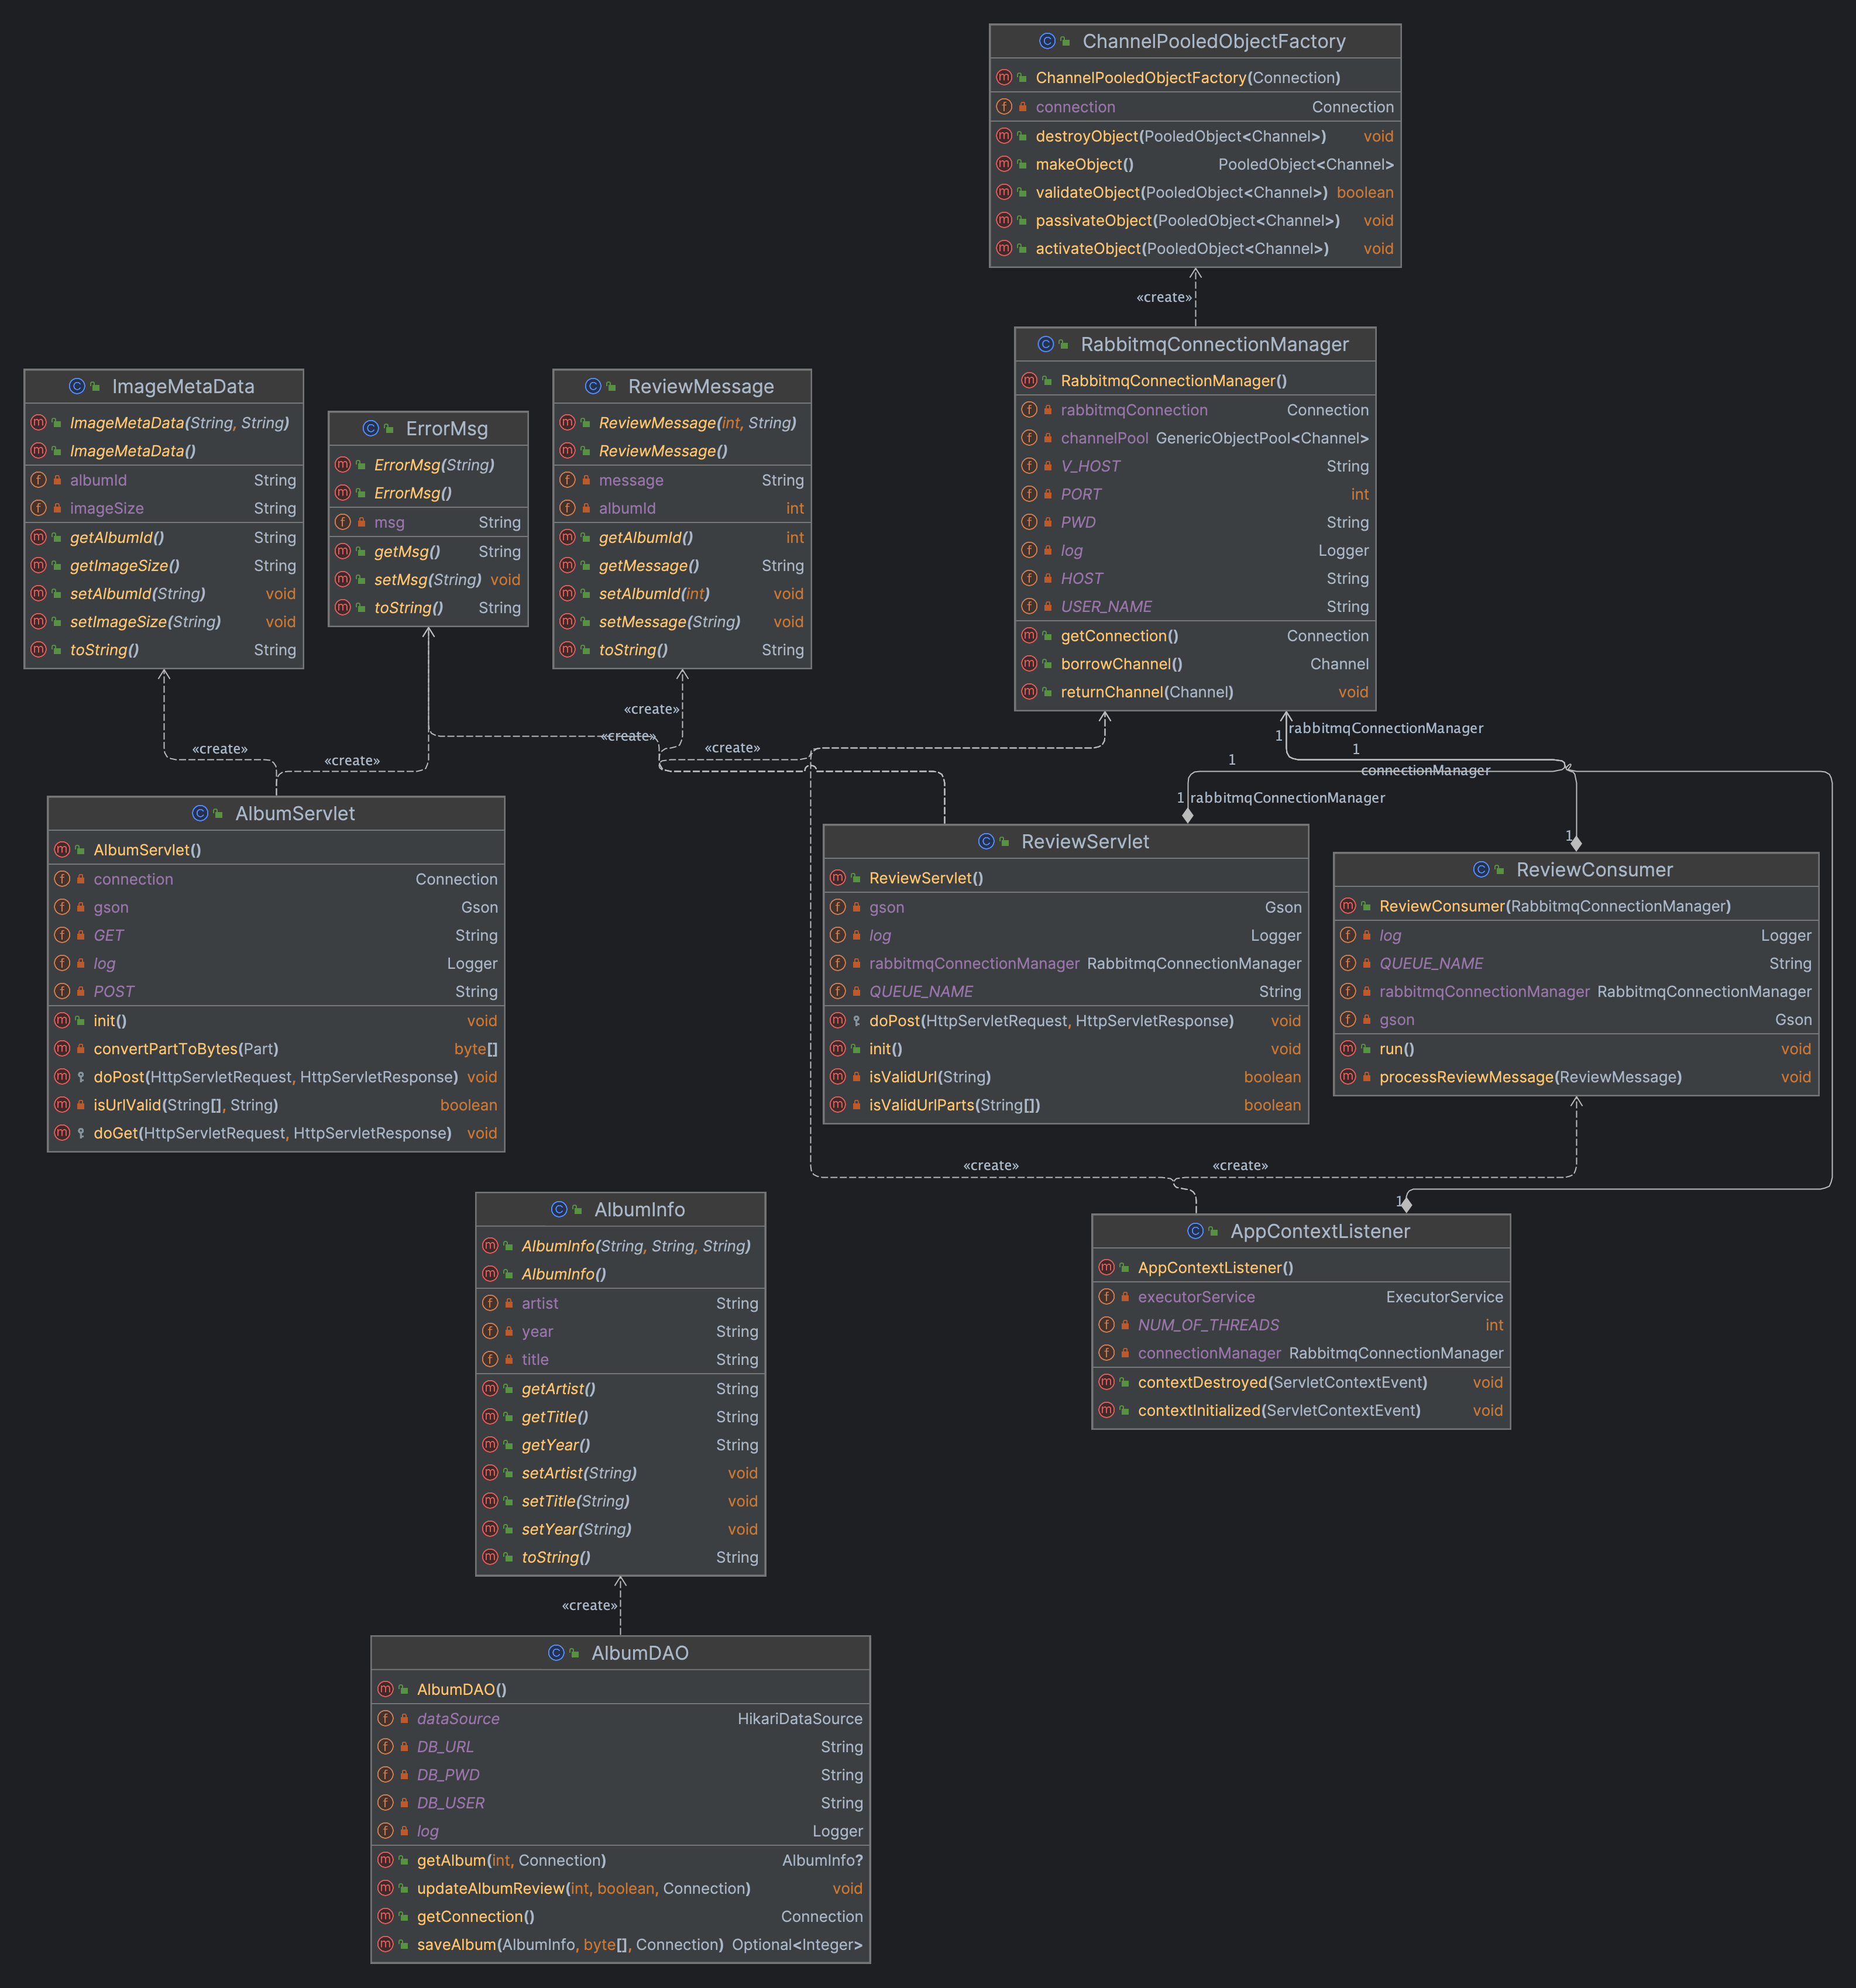 ChannelPooledObjectFactory
ChannelPooledObjectFactory(Connection)
connection Connection
destroyObject(PooledObject<Channel>) void
makeObject() PooledObject<Channel>
validateObject(PooledObject<Channel>) boolean
passivateObject(PooledObject<Channel>) void
activateObject(PooledObject<Channel>) void
«create»
RabbitmqConnectionManager
RabbitmqConnectionManager()
rabbitmqConnection Connection
channelPool GenericObjectPool<Channel>
V_HOST String
PORT int
PWD String
log Logger
HOST String
USER_NAME String
getConnection() Connection
borrowChannel() Channel
returnChannel(Channel) void
ImageMetaData
ImageMetaData(String, String)
ImageMetaData()
albumId String
imageSize String
getAlbumId() String
getImageSize() String
setAlbumId(String) void
setImageSize(String) void
toString() String
ErrorMsg
ErrorMsg(String)
ErrorMsg()
msg String
getMsg() String
setMsg(String) void
toString() String
ReviewMessage
ReviewMessage(int, String)
ReviewMessage()
message String
albumId int
getAlbumId() int
getMessage() String
setAlbumId(int) void
setMessage(String) void
toString() String
«create»
«create»
«create»
«create»
«create»
rabbitmqConnectionManager
1
1
1
connectionManager
1 rabbitmqConnectionManager
1
AlbumServlet
AlbumServlet()
connection Connection
gson Gson
GET String
log Logger
POST String
init() void
convertPartToBytes(Part) byte[]
doPost(HttpServletRequest, HttpServletResponse) void
isUrlValid(String[], String) boolean
doGet(HttpServletRequest, HttpServletResponse) void
ReviewServlet
ReviewServlet()
gson Gson
log Logger
rabbitmqConnectionManager RabbitmqConnectionManager
QUEUE_NAME String
doPost(HttpServletRequest, HttpServletResponse) void
init() void
isValidUrl(String) boolean
isValidUrlParts(String[]) boolean
ReviewConsumer
ReviewConsumer(RabbitmqConnectionManager)
log Logger
QUEUE_NAME String
rabbitmqConnectionManager RabbitmqConnectionManager
gson Gson
run() void
processReviewMessage(ReviewMessage) void
«create»
«create»
1
AppContextListener
AppContextListener()
executorService ExecutorService
NUM_OF_THREADS int
connectionManager RabbitmqConnectionManager
contextDestroyed(ServletContextEvent) void
contextInitialized(ServletContextEvent) void
AlbumInfo
AlbumInfo(String, String, String)
AlbumInfo()
artist String
year String
title String
getArtist() String
getTitle() String
getYear() String
setArtist(String) void
setTitle(String) void
setYear(String) void
toString() String
«create»
AlbumDAO
AlbumDAO()
dataSource HikariDataSource
DB_URL String
DB_PWD String
DB_USER String
log Logger
getAlbum(int, Connection) AlbumInfo?
updateAlbumReview(int, boolean, Connection) void
getConnection() Connection
saveAlbum(AlbumInfo, byte[], Connection) Optional<Integer>